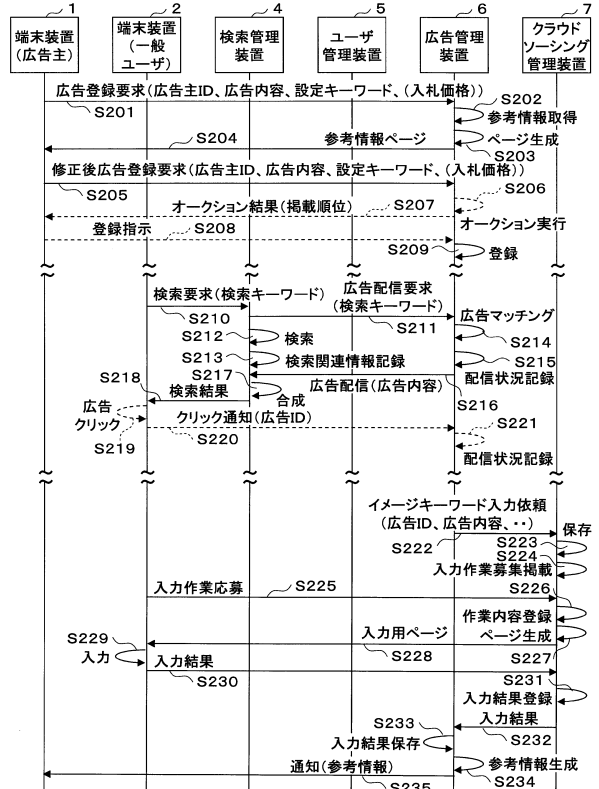 1
2
4
5
6
7
端末装置
(広告主)
端末装置
(一般
ユーザ)
検索管理
装置
ユーザ
管理装置
広告管理
装置
クラウド
ソーシング
管理装置
広告登録要求(広告主ID、広告内容、設定キーワード、(入札価格))
S201
S202
参考情報取得
S204
参考情報ページ
ページ生成
S203
修正後広告登録要求(広告主ID、広告内容、設定キーワード、(入札価格))
S205
S206
オークション結果(掲載順位)
S207
オークション実行
登録指示
S208
S209
登録
検索要求(検索キーワード)
S210
広告配信要求
(検索キーワード)
S211
広告マッチング
S212
検索
S214
S213
検索関連情報記録
S215
配信状況記録
S217
S218
検索結果
合成
広告配信(広告内容)
S216
広告
クリック
S219
クリック通知(広告ID)
S220
S221
配信状況記録
イメージキーワード入力依頼
(広告ID、広告内容、・・)
S222
保存
S223
S224
入力作業募集掲載
入力作業応募
S225
S226
作業内容登録
入力用ページ
S228
ページ生成
S227
S229
入力
入力結果
S230
S231
入力結果登録
入力結果
S232
S233
入力結果保存
参考情報生成
S234
通知(参考情報)
S235